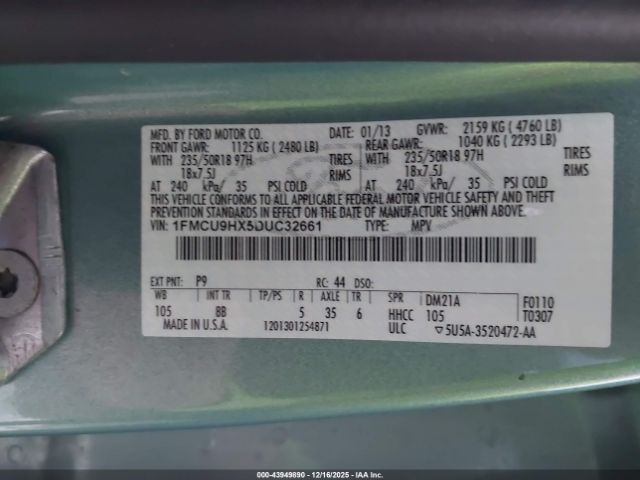 MFD. BY FORD MOTOR CO. DATE: 01/13 GVWR: 2159 KG ( 4760 LB)
FRONT GAWR: 1125 KG ( 2480 LB) REAR GAWR: 1040 KG ( 2293 LB)
WITH 235/50R18 97H TIRES WITH 235/50R18 97H TIRES
18x7.5J RIMS 18x7.5J RIMS
AT 240 kPa/ 35 PSI COLD AT 240 kPa/ 35 PSI COLD
THIS VEHICLE CONFORMS TO ALL APPLICABLE FEDERAL MOTOR VEHICLE SAFETY AND THEFT
PREVENTION STANDARDS IN EFFECT ON THE DATE OF MANUFACTURE SHOWN ABOVE.
VIN: 1FMCU9HX5DUC32661 TYPE: MPV
EXT PNT: P9 RC: 44 DSO:
WB INT TR TP/PS R AXLE TR SPR DM21A F0110
105 BB 5 35 6 HHCC 105 T0307
MADE IN U.S.A. 1201301254871 ULC ▽5U5A-3520472-AA
000-43949890 - 12/16/2025 - IAA, Inc.